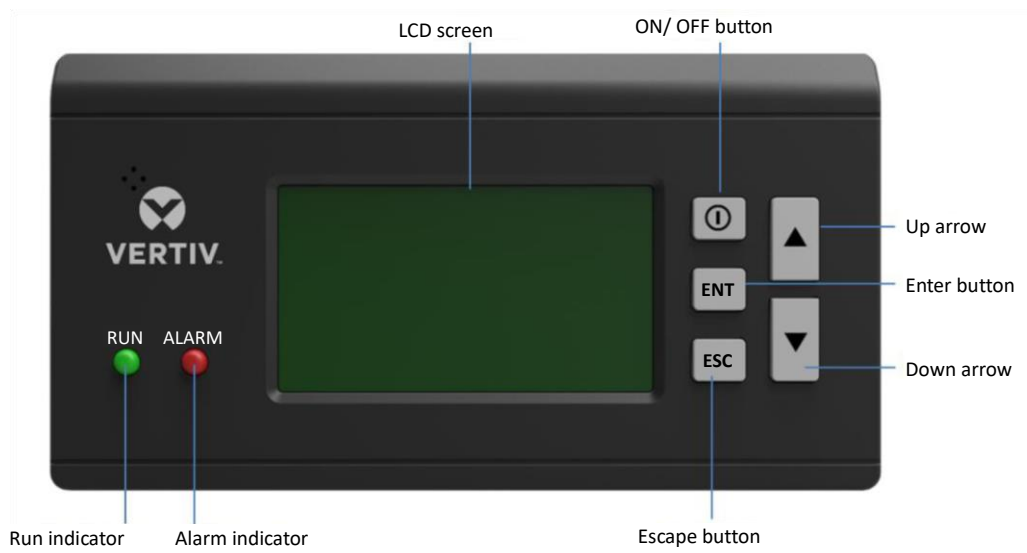 LCD screen
ON/ OFF button
VERTIV™
Up arrow
ENT
Enter button
RUN ALARM
ESC
Down arrow
Run indicator
Alarm indicator
Escape button